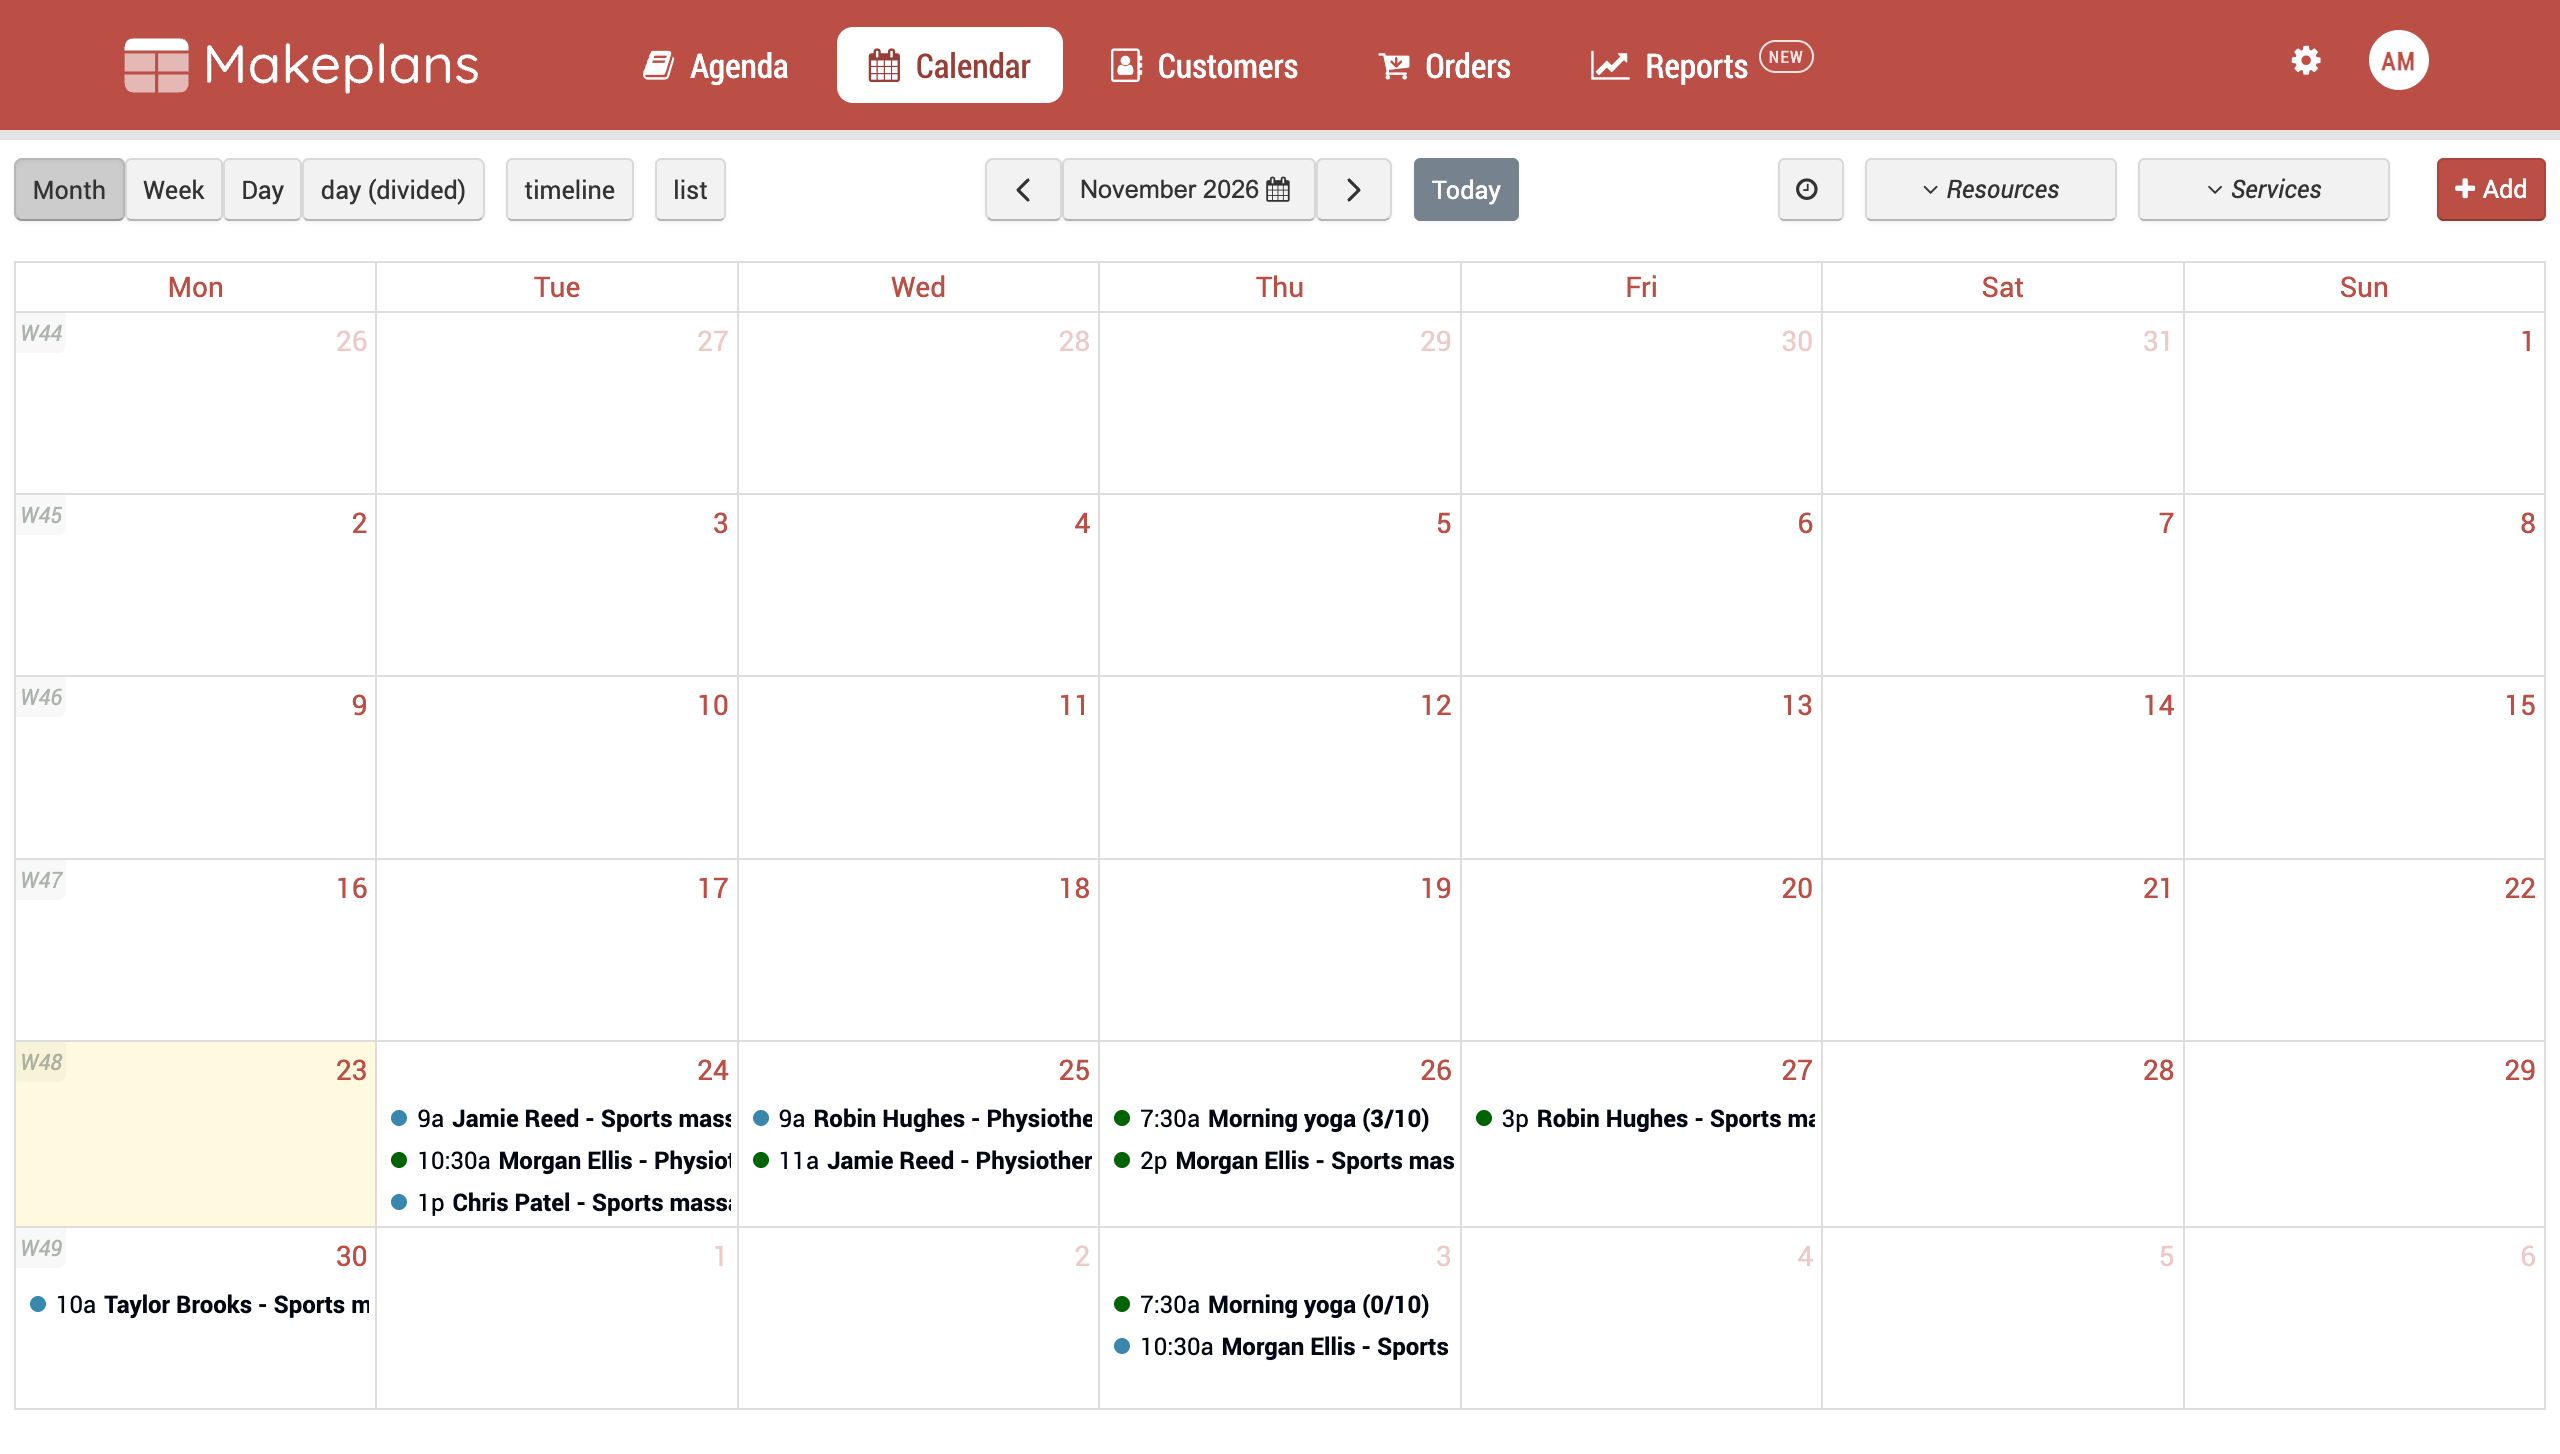 Makeplans
Agenda
Calendar
Customers
Orders
Reports NEW
AM
Month Week Day day (divided) timeline list
November 2026
Today
Resources
Services
Add
Mon Tue Wed Thu Fri Sat Sun
W44 26 27 28 29 30 31 1
W45 2 3 4 5 6 7 8
W46 9 10 11 12 13 14 15
W47 16 17 18 19 20 21 22
W48 23 24 25 26 27 28 29
9a Jamie Reed - Sports mass
10:30a Morgan Ellis - Physiot
1p Chris Patel - Sports massa
9a Robin Hughes - Physiothe
11a Jamie Reed - Physiother
7:30a Morning yoga (3/10)
2p Morgan Ellis - Sports mas
3p Robin Hughes - Sports ma
W49 30 1 2 3 4 5 6
10a Taylor Brooks - Sports m
7:30a Morning yoga (0/10)
10:30a Morgan Ellis - Sports